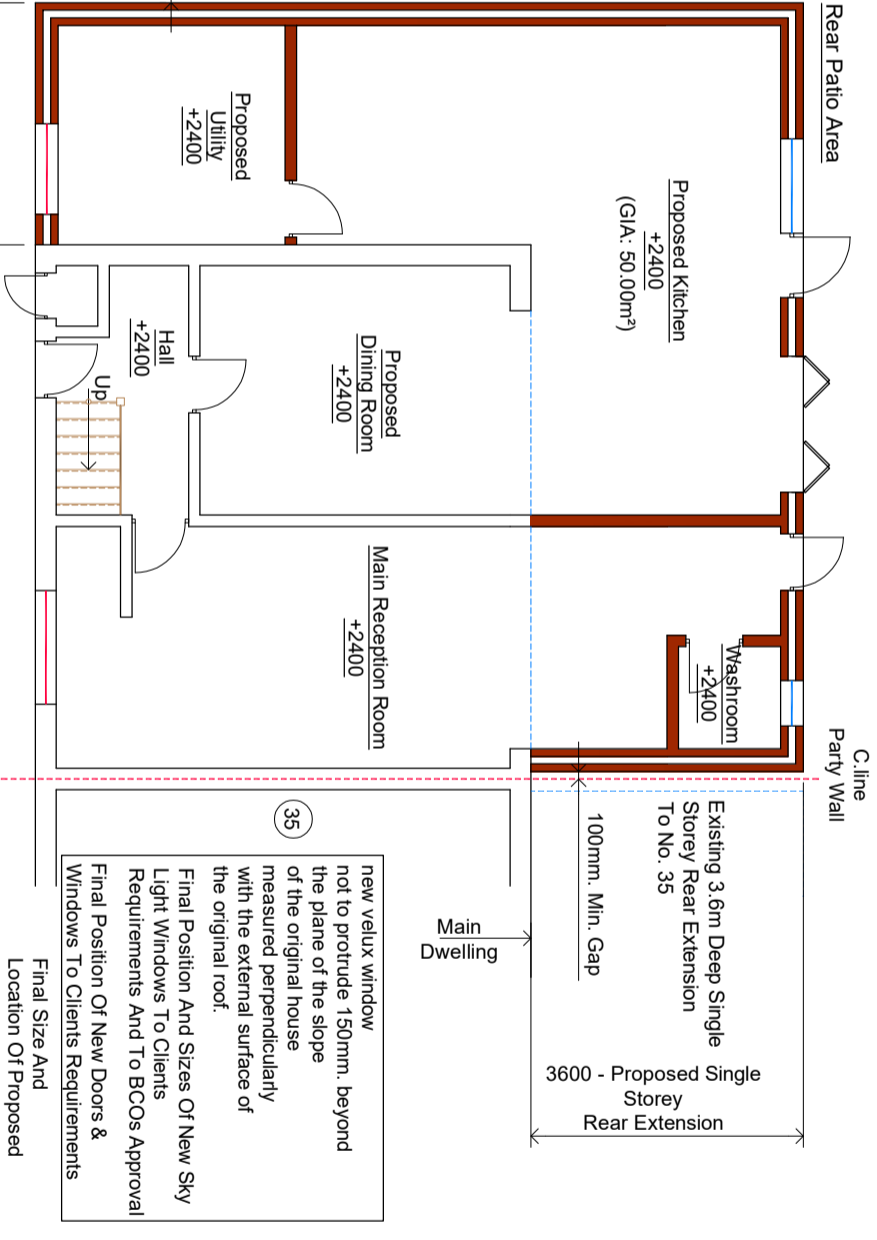 Rear Patio Area
Proposed Kitchen
+2400
(GIA: 50.00m²)
Proposed
Utility
+2400
Proposed
Dining Room
+2400
Hall
+2400
Up
Main Reception Room
+2400
Washroom
+2400
C.line
Party Wall
Existing 3.6m Deep Single
Storey Rear Extension
To No. 35
100mm. Min. Gap
Main
Dwelling
3600 - Proposed Single
Storey
Rear Extension
35
new velux window
not to protrude 150mm. beyond
the plane of the slope
of the original house
measured perpendicularly
with the external surface of
the original roof.
Final Position And Sizes Of New Sky
Light Windows To Clients
Requirements And To BCOs Approval
Final Position Of New Doors &
Windows To Clients Requirements
Final Size And
Location Of Proposed